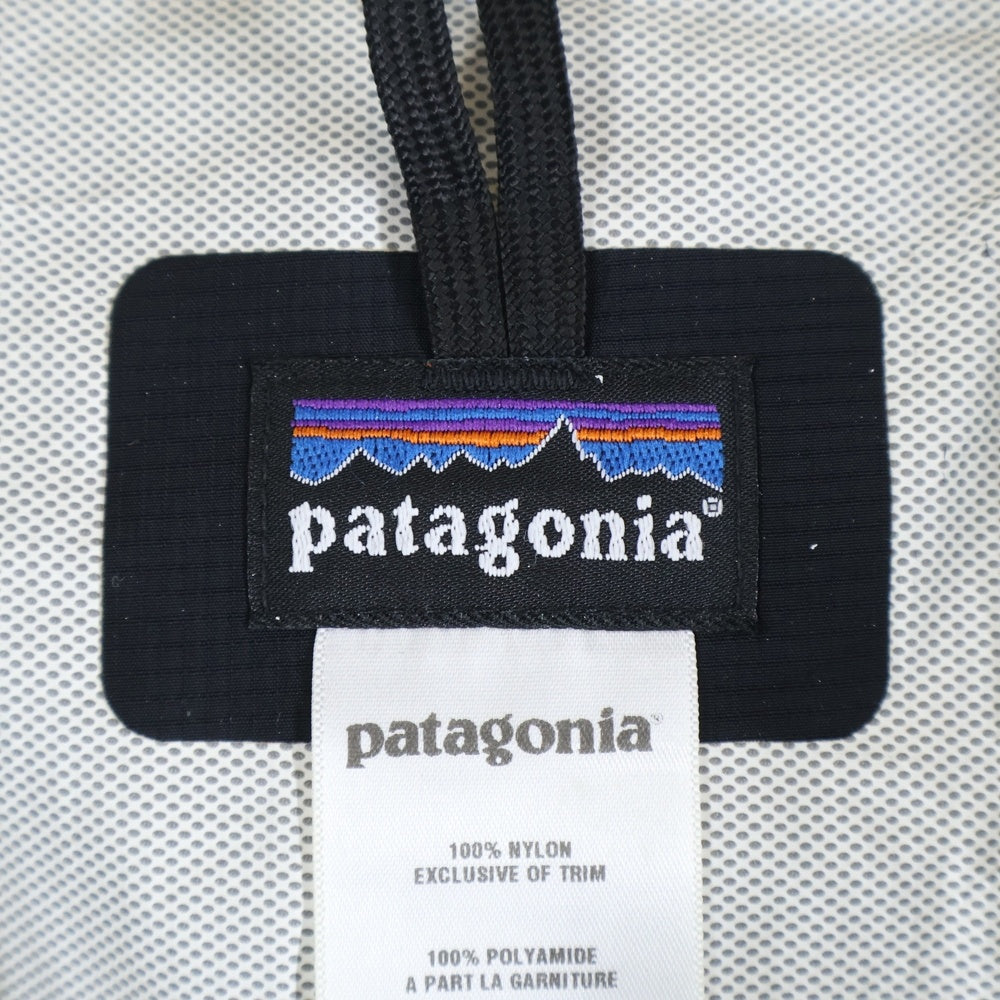 patagonia®
patagonia®
100% NYLON
EXCLUSIVE OF TRIM
100% POLYAMIDE
A PART LA GARNITURE